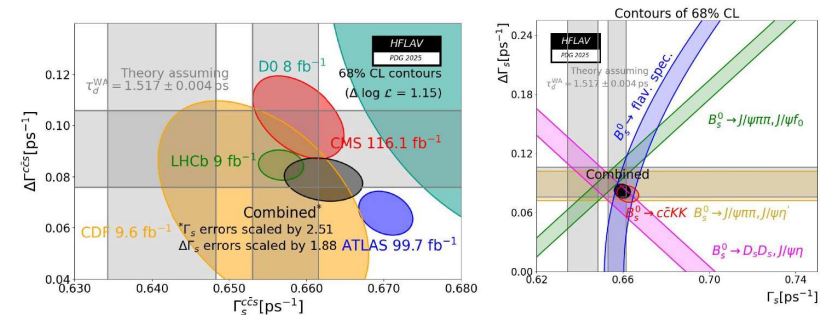 HFLAV
PDG 2025
68% CL contours
(Δ log ℒ = 1.15)
D0 8 fb⁻¹
Theory assuming
τ_d^WA = 1.517 ± 0.004 ps
CMS 116.1 fb⁻¹
LHCb 9 fb⁻¹
Combined*
*Γ_s errors scaled by 2.51
ΔΓ_s errors scaled by 1.88
CDF 9.6 fb⁻¹
ATLAS 99.7 fb⁻¹
ΔΓ_s^cc̄s [ps⁻¹]
0.12
0.10
0.08
0.06
0.04
0.630 0.640 0.650 0.660 0.670 0.680
Γ_s^cc̄s [ps⁻¹]
Contours of 68% CL
HFLAV
PDG 2025
Theory assuming
τ_d^WA = 1.517 ± 0.004 ps
B_s^0 → flav. spec.
B_s^0 → J/ψππ, J/ψf₀
Combined
B_s^0 → cc̄KK
B_s^0 → J/ψππ, J/ψη′
B_s^0 → D_sD_s, J/ψη
ΔΓ_s [ps⁻¹]
0.24
0.18
0.12
0.06
0.00
0.62 0.66 0.70 0.74
Γ_s [ps⁻¹]